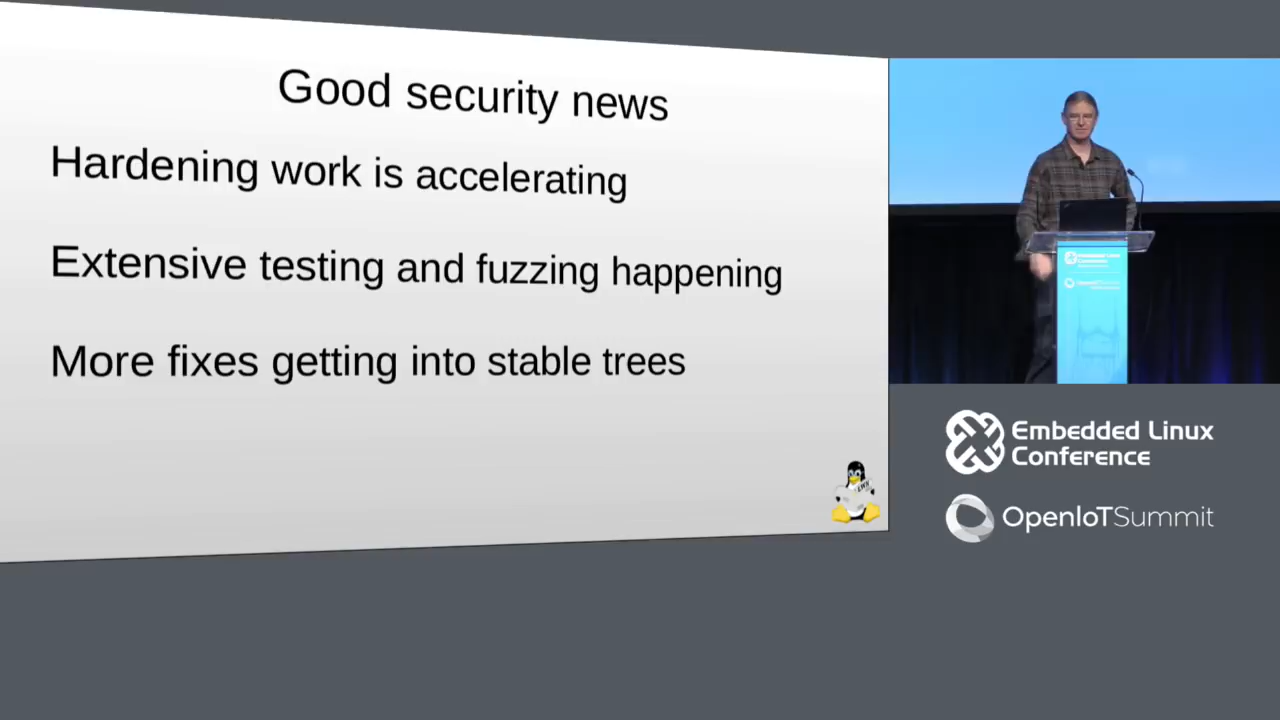 Good security news
Hardening work is accelerating
Extensive testing and fuzzing happening
More fixes getting into stable trees
LWN
Embedded Linux
Conference
OpenIoTSummit